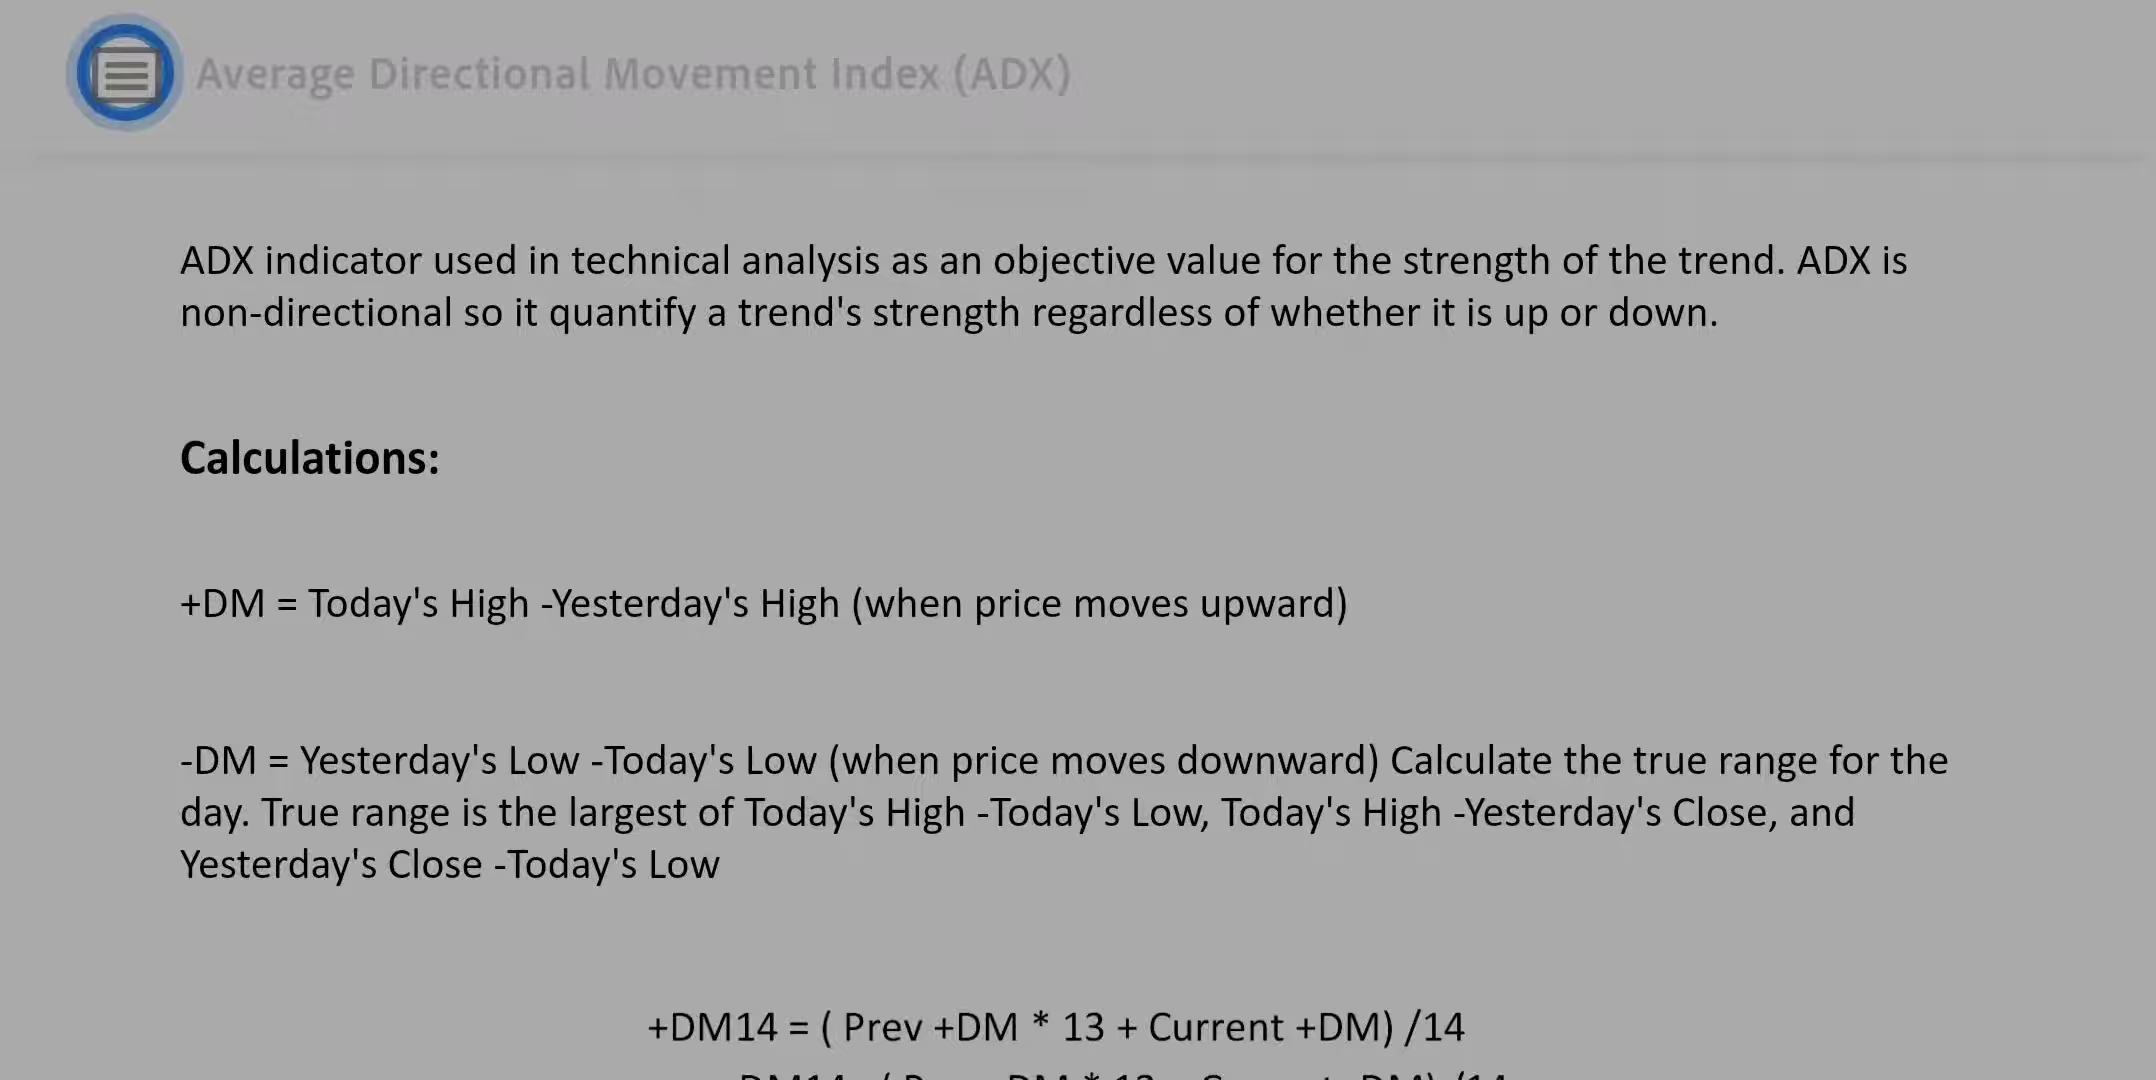 Average Directional Movement Index (ADX)
ADX indicator used in technical analysis as an objective value for the strength of the trend. ADX is
non-directional so it quantify a trend's strength regardless of whether it is up or down.
Calculations:
+DM = Today's High -Yesterday's High (when price moves upward)
-DM = Yesterday's Low -Today's Low (when price moves downward) Calculate the true range for the
day. True range is the largest of Today's High -Today's Low, Today's High -Yesterday's Close, and
Yesterday's Close -Today's Low
+DM14 = ( Prev +DM * 13 + Current +DM) /14